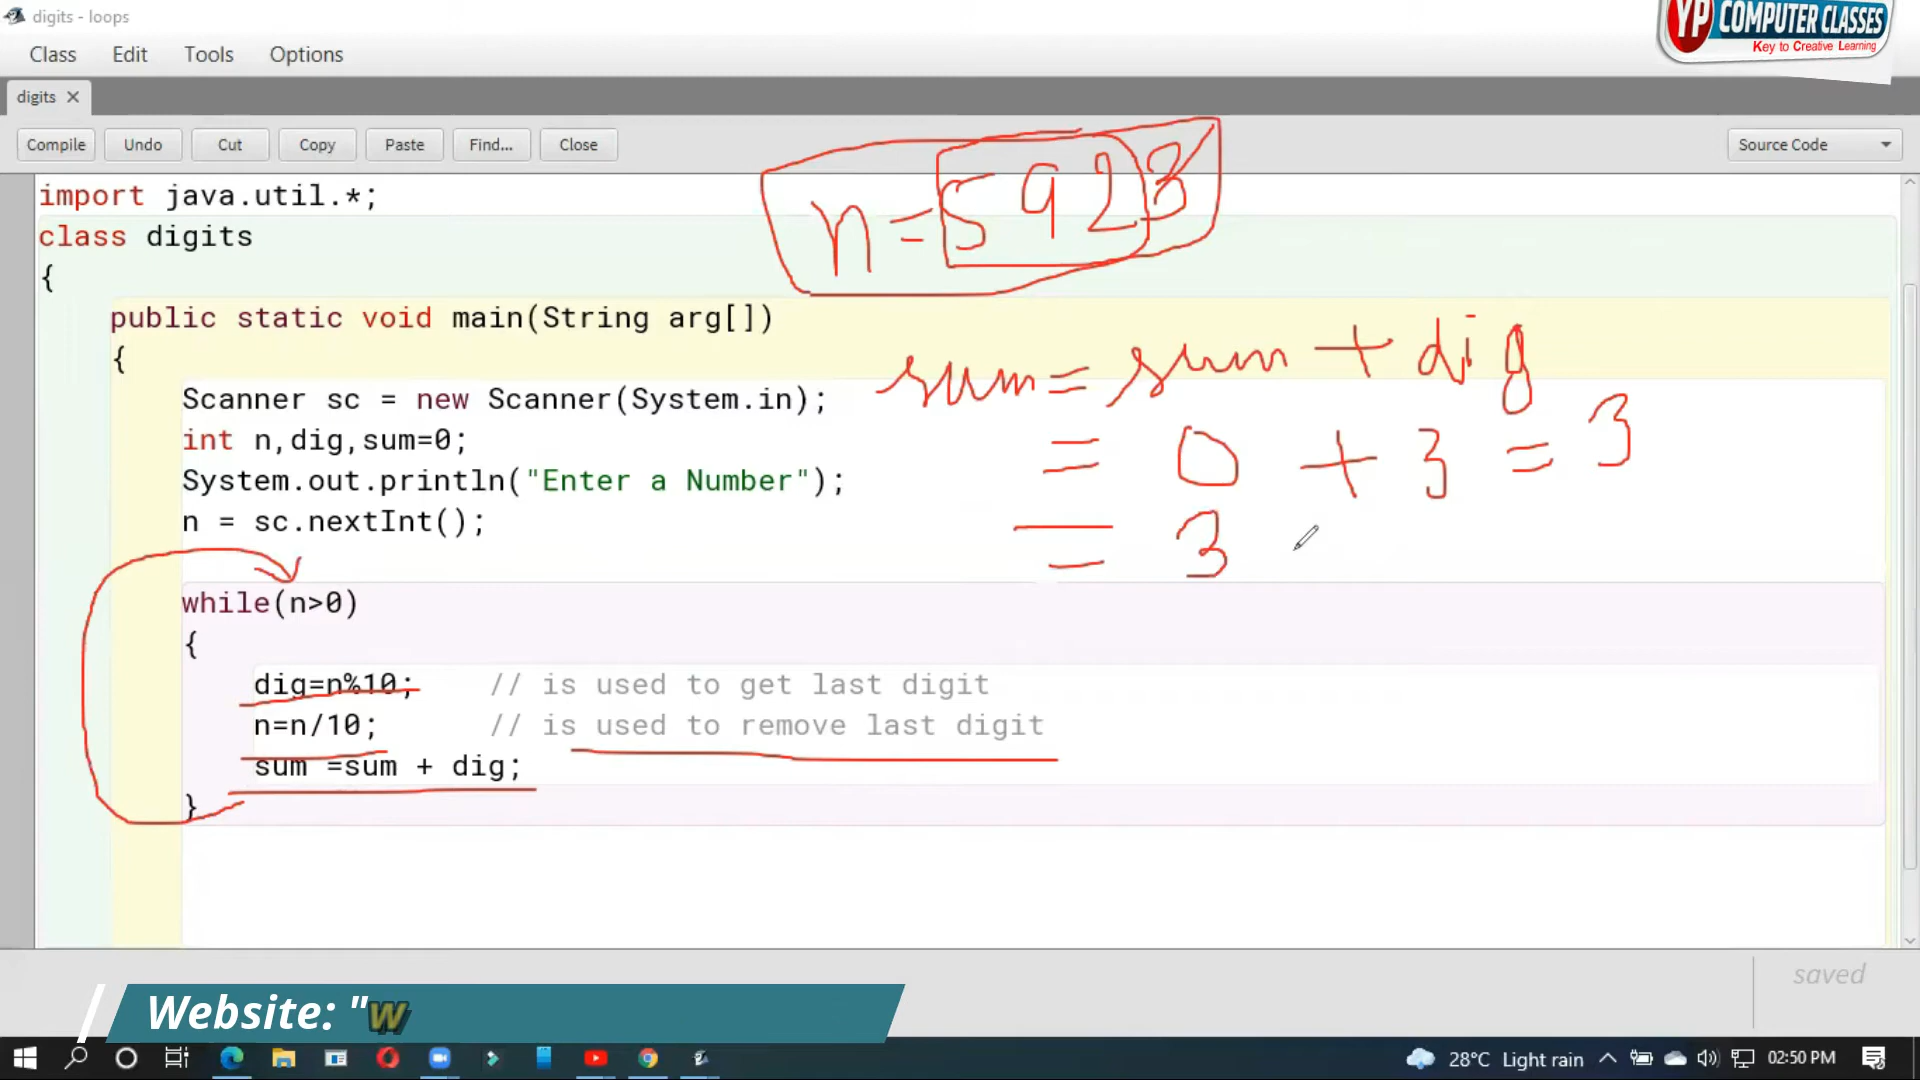 digits - loops
YP COMPUTER CLASSES
Key to Creative Learning
Class Edit Tools Options
digits
Compile Undo Cut Copy Paste Find... Close Source Code
n = 5923
import java.util.*;
class digits
{
public static void main(String arg[])
{
sum = sum + dig
= 0 + 3 = 3
= 3
Scanner sc = new Scanner(System.in);
int n,dig,sum=0;
System.out.println("Enter a Number");
n = sc.nextInt();
while(n>0)
{
dig=n%10; // is used to get last digit
n=n/10; // is used to remove last digit
sum =sum + dig;
}
saved
Website: "w
28°C Light rain 02:50 PM